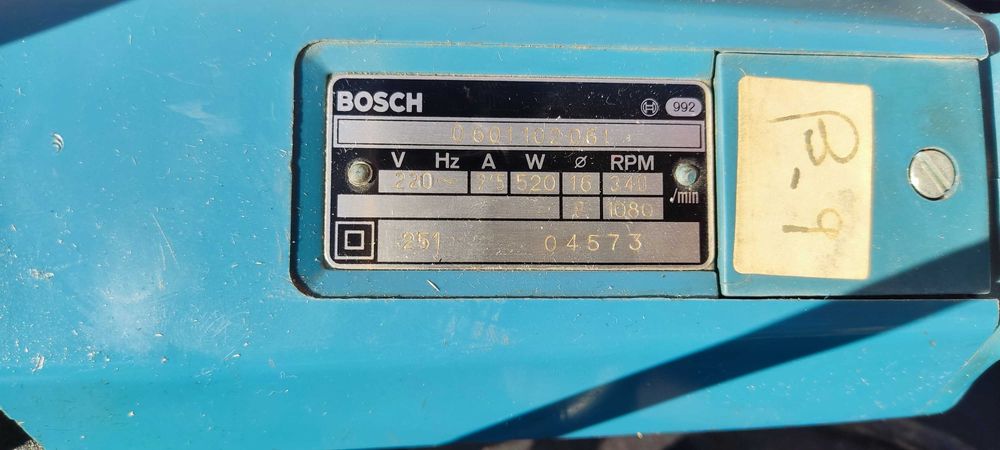 BOSCH 992
0 601 102 061
V Hz A W ⌀ RPM
220 ~ 2'5 520 16 340
/min
2 1080
251 04573
B-9